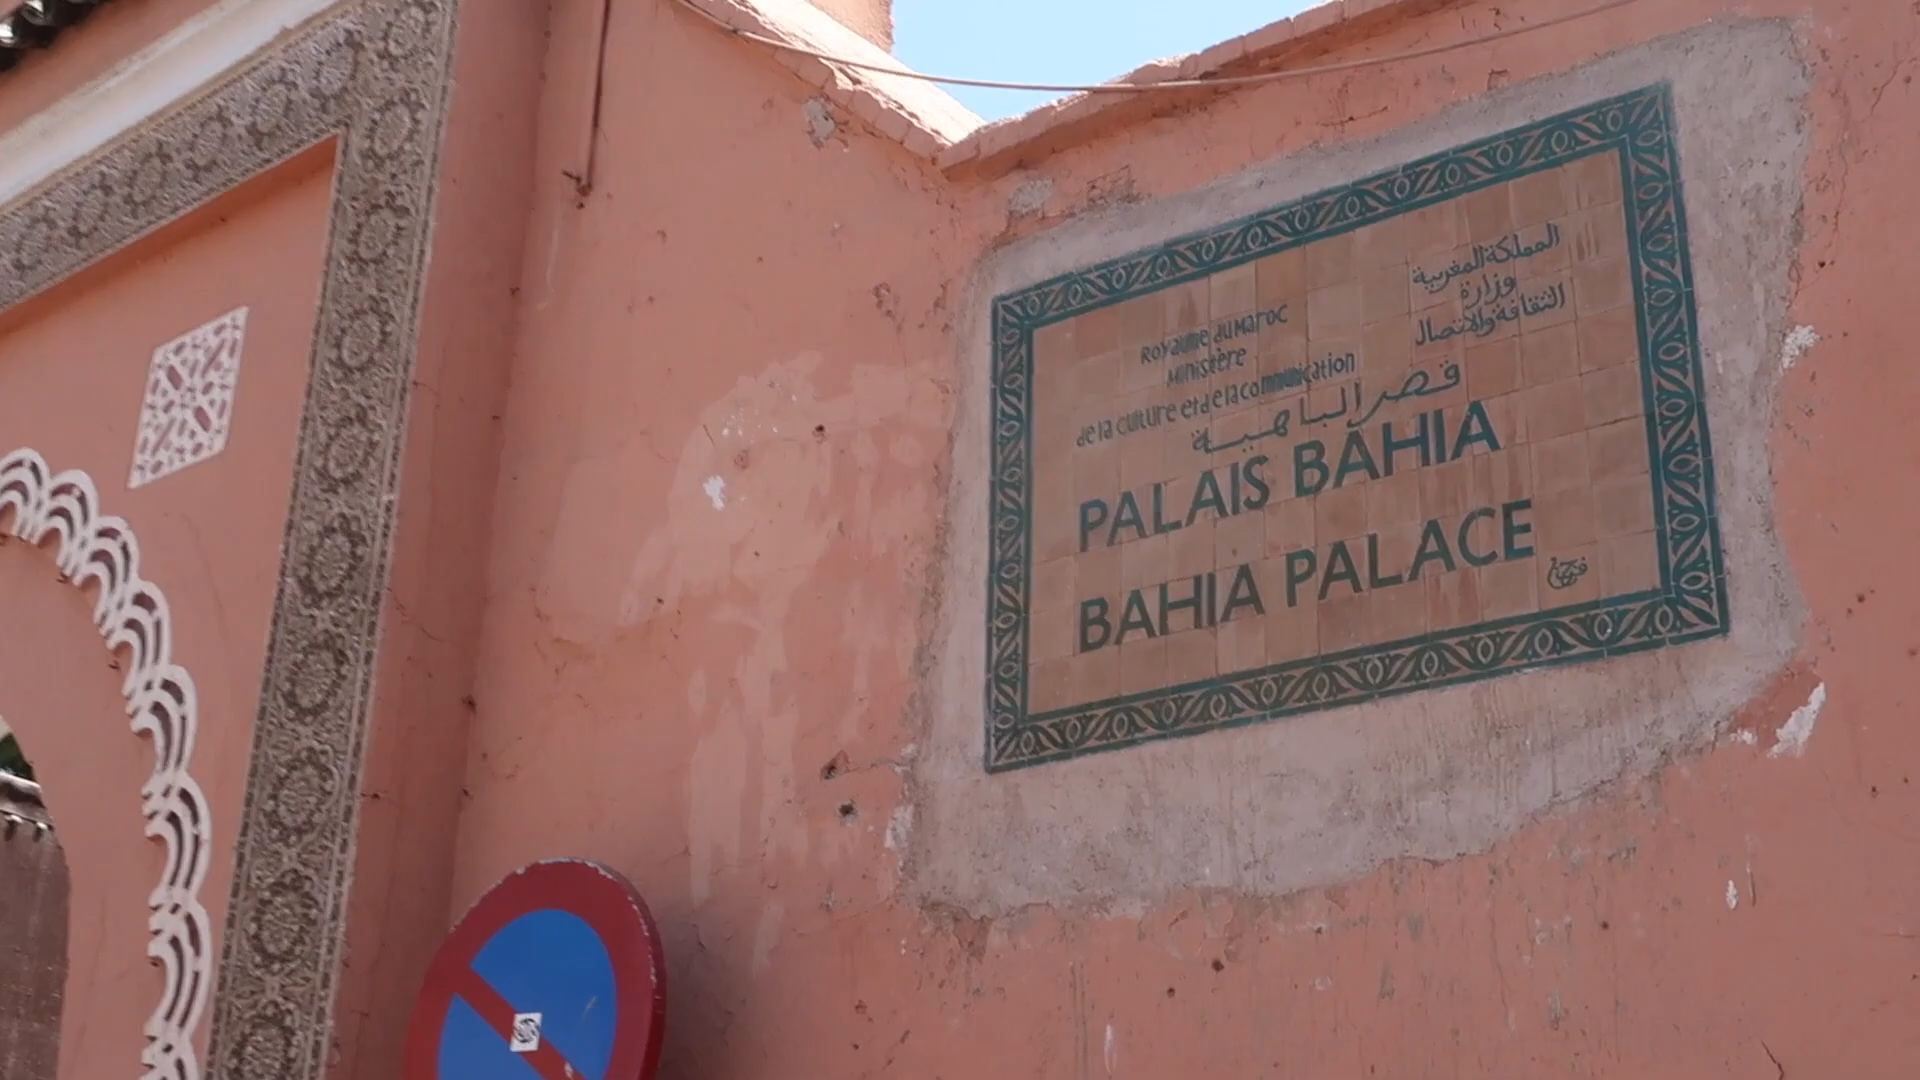 المملكة المغربية
وزارة
الثقافة والاتصال
Royaume du Maroc
Ministère
de la culture et de la communication
قصر الباهية
PALAIS BAHIA
BAHIA PALACE